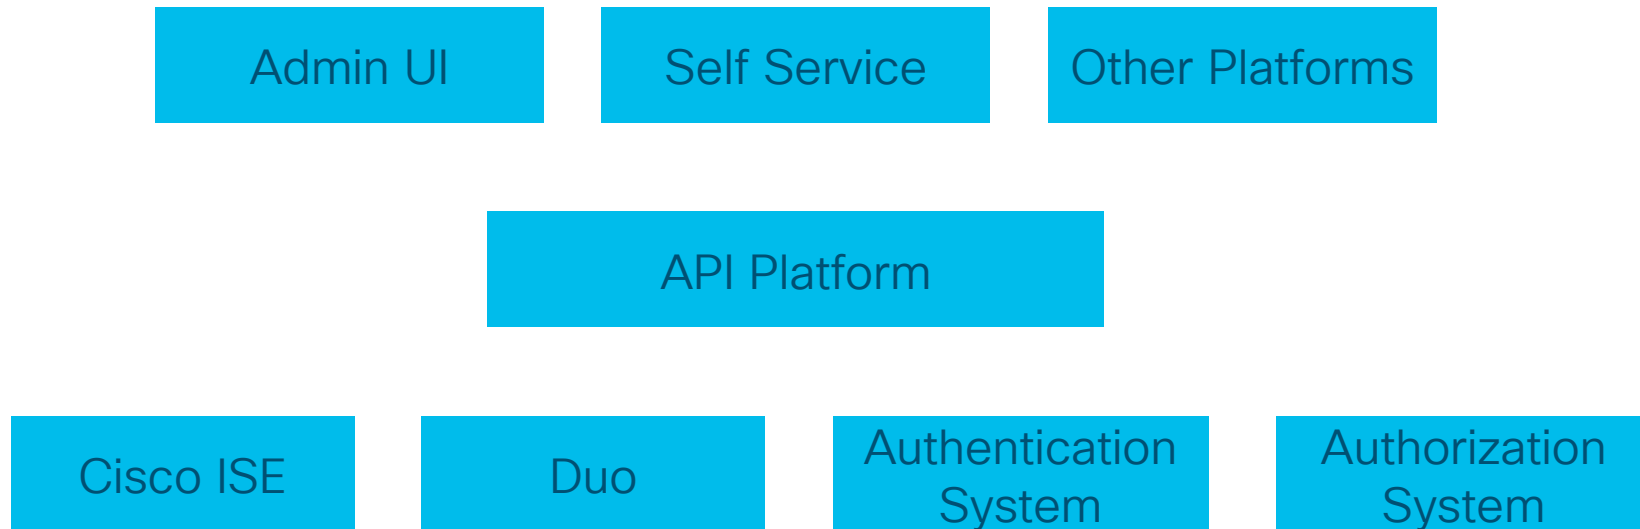 Admin UI
Self Service
Other Platforms
API Platform
Cisco ISE
Duo
Authentication
System
Authorization
System